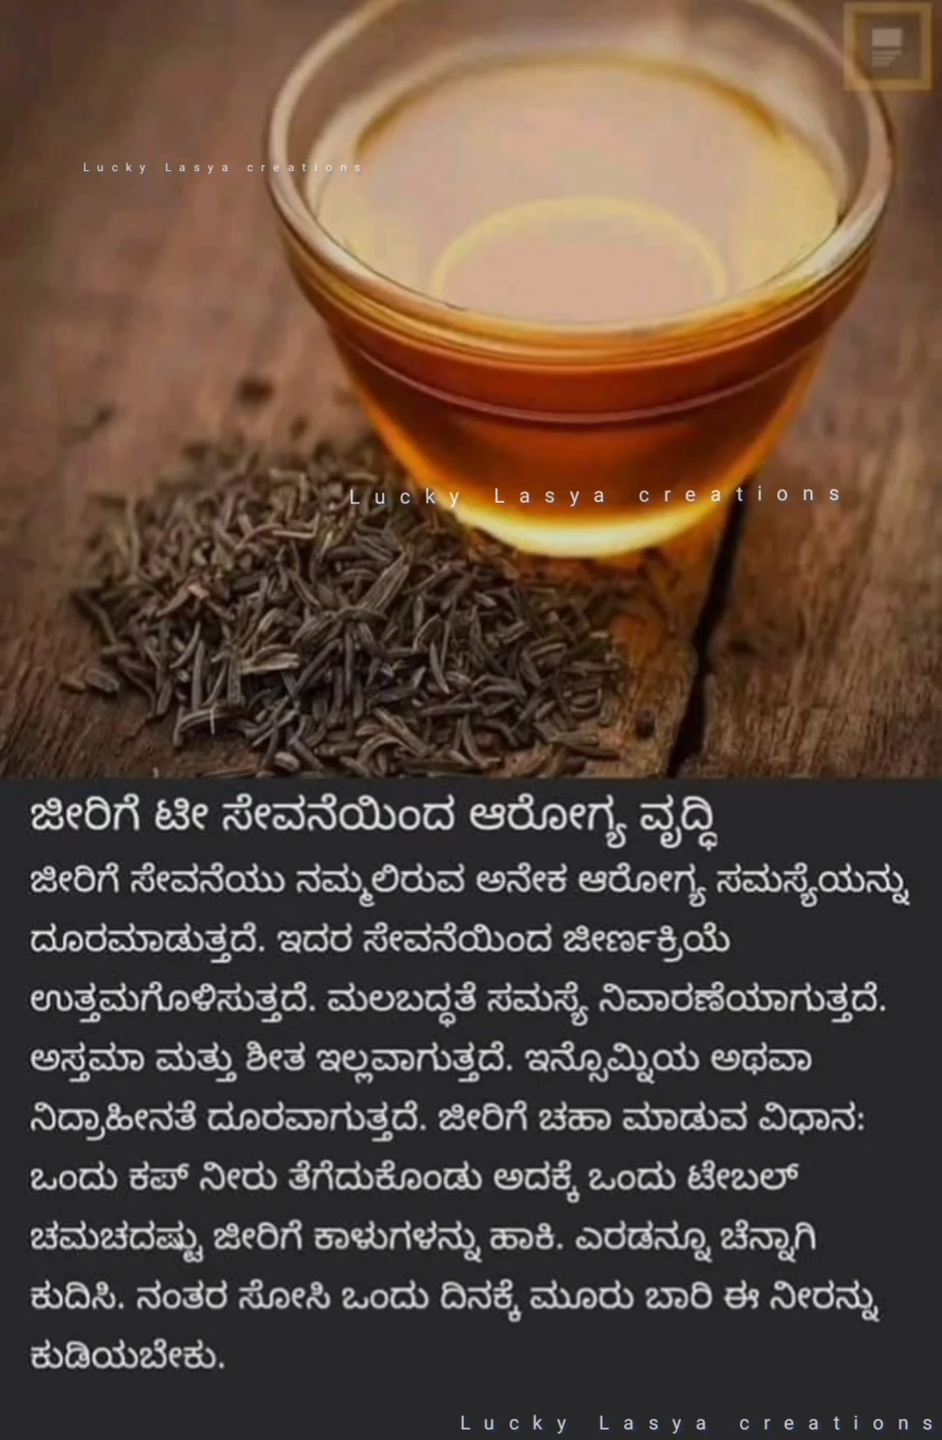 Lucky Lasya creations
Lucky Lasya creations
ಜೀರಿಗೆ ಟೀ ಸೇವನೆಯಿಂದ ಆರೋಗ್ಯ ವೃದ್ಧಿ
ಜೀರಿಗೆ ಸೇವನೆಯು ನಮ್ಮಲಿರುವ ಅನೇಕ ಆರೋಗ್ಯ ಸಮಸ್ಯೆಯನ್ನು
ದೂರಮಾಡುತ್ತದೆ. ಇದರ ಸೇವನೆಯಿಂದ ಜೀರ್ಣಕ್ರಿಯೆ
ಉತ್ತಮಗೊಳಿಸುತ್ತದೆ. ಮಲಬದ್ಧತೆ ಸಮಸ್ಯೆ ನಿವಾರಣೆಯಾಗುತ್ತದೆ.
ಅಸ್ತಮಾ ಮತ್ತು ಶೀತ ಇಲ್ಲವಾಗುತ್ತದೆ. ಇನ್ಸೊಮ್ನಿಯ ಅಥವಾ
ನಿದ್ರಾಹೀನತೆ ದೂರವಾಗುತ್ತದೆ. ಜೀರಿಗೆ ಚಹಾ ಮಾಡುವ ವಿಧಾನ:
ಒಂದು ಕಪ್ ನೀರು ತೆಗೆದುಕೊಂಡು ಅದಕ್ಕೆ ಒಂದು ಟೇಬಲ್
ಚಮಚದಷ್ಟು ಜೀರಿಗೆ ಕಾಳುಗಳನ್ನು ಹಾಕಿ. ಎರಡನ್ನೂ ಚೆನ್ನಾಗಿ
ಕುದಿಸಿ. ನಂತರ ಸೋಸಿ ಒಂದು ದಿನಕ್ಕೆ ಮೂರು ಬಾರಿ ಈ ನೀರನ್ನು
ಕುಡಿಯಬೇಕು.
Lucky Lasya creations